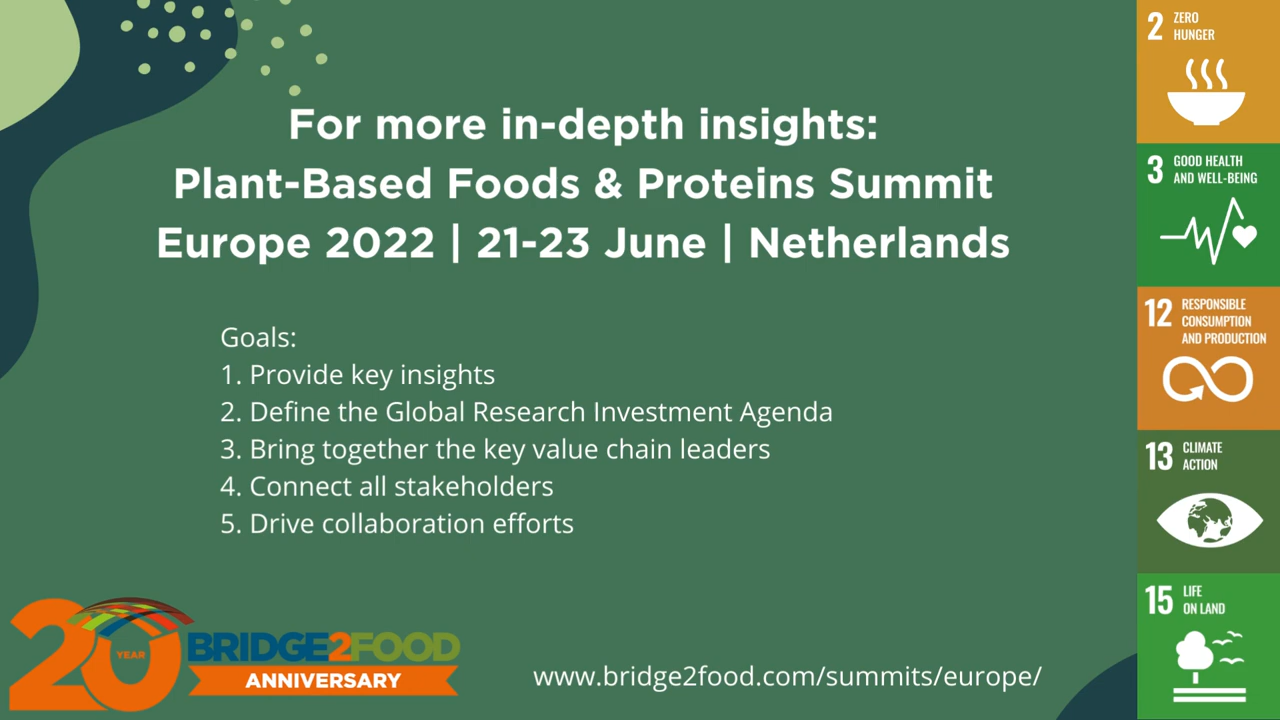 For more in-depth insights:
Plant-Based Foods & Proteins Summit
Europe 2022 | 21-23 June | Netherlands
Goals:
1. Provide key insights
2. Define the Global Research Investment Agenda
3. Bring together the key value chain leaders
4. Connect all stakeholders
5. Drive collaboration efforts
20
YEAR
BRIDGE2FOOD
ANNIVERSARY
www.bridge2food.com/summits/europe/
2 ZERO
HUNGER
3 GOOD HEALTH
AND WELL-BEING
12 RESPONSIBLE
CONSUMPTION
AND PRODUCTION
13 CLIMATE
ACTION
15 LIFE
ON LAND